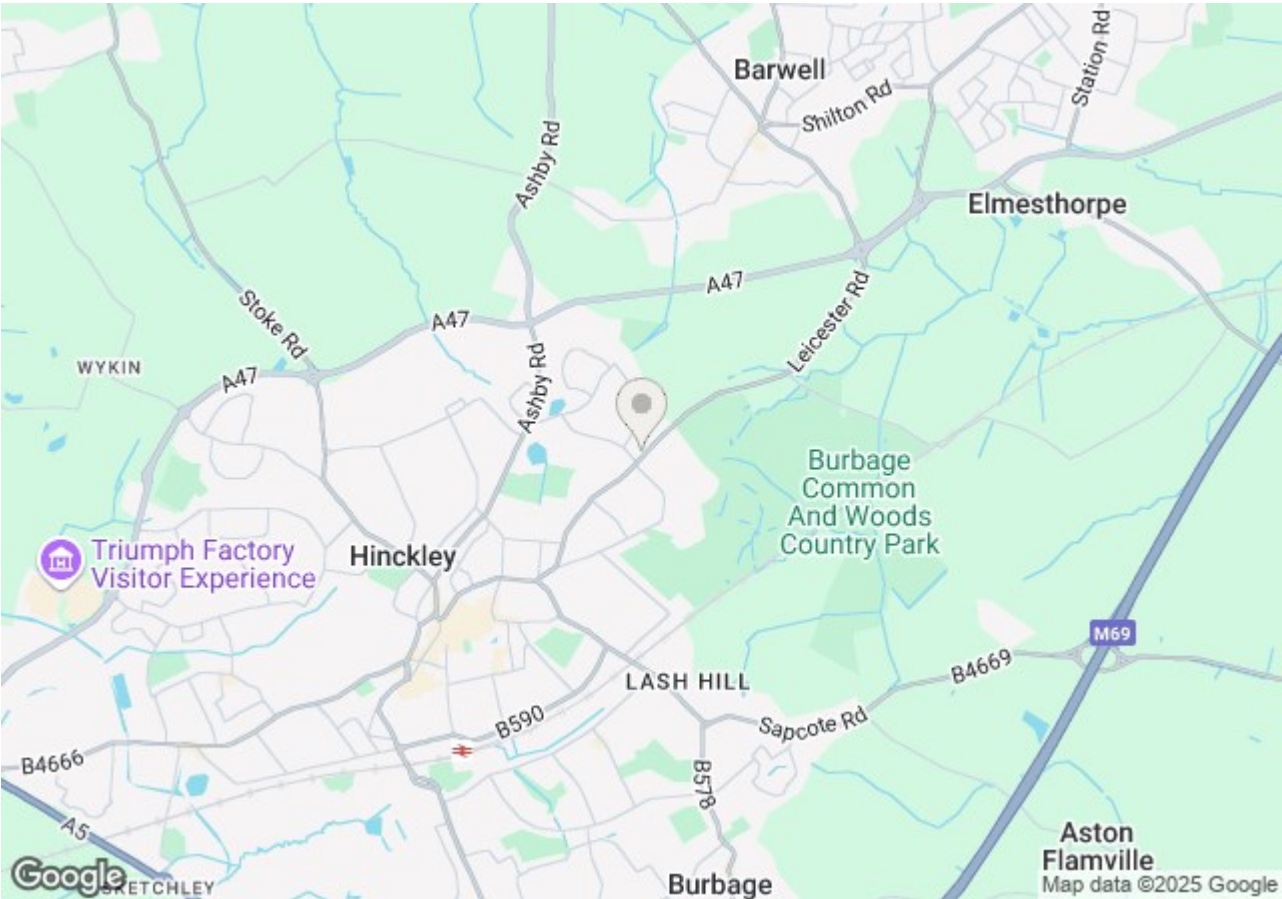 Barwell
Shilton Rd
Station Rd
Ashby Rd
Elmesthorpe
A47
Leicester Rd
Stoke Rd
A47
WYKIN
A47
Ashby Rd
Burbage
Common
And Woods
Country Park
Hinckley
Triumph Factory
Visitor Experience
M69
B4669
LASH HILL
Sapcote Rd
B590
B4666
B578
A5
Aston
Flamville
Google
SKETCHLEY
Burbage
Map data ©2025 Google